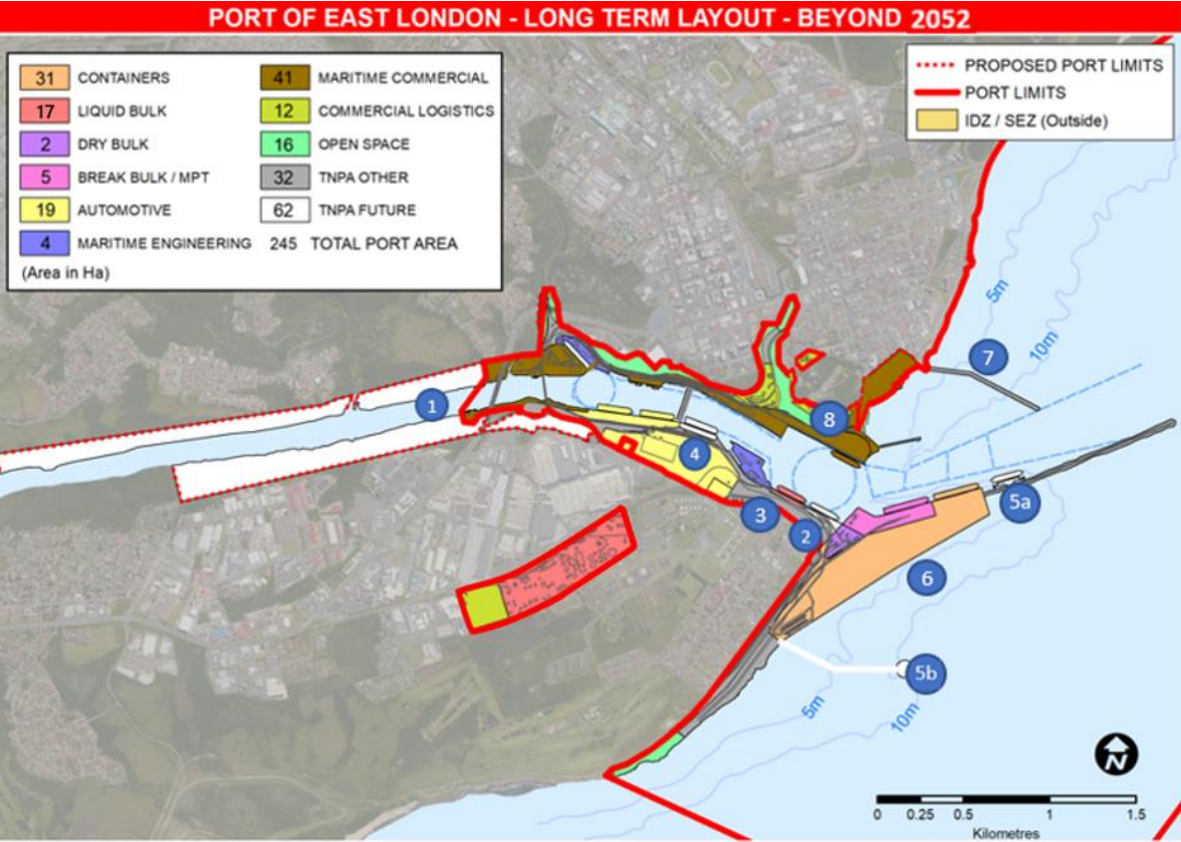 PORT OF EAST LONDON - LONG TERM LAYOUT - BEYOND 2052
31 CONTAINERS
17 LIQUID BULK
2 DRY BULK
5 BREAK BULK / MPT
19 AUTOMOTIVE
4 MARITIME ENGINEERING
(Area in Ha)
41 MARITIME COMMERCIAL
12 COMMERCIAL LOGISTICS
16 OPEN SPACE
32 TNPA OTHER
62 TNPA FUTURE
245 TOTAL PORT AREA
PROPOSED PORT LIMITS
PORT LIMITS
IDZ / SEZ (Outside)
5m
10m
7
1
8
4
5a
3
2
6
5b
5m
10m
N
0 0.25 0.5 1 1.5
Kilometres